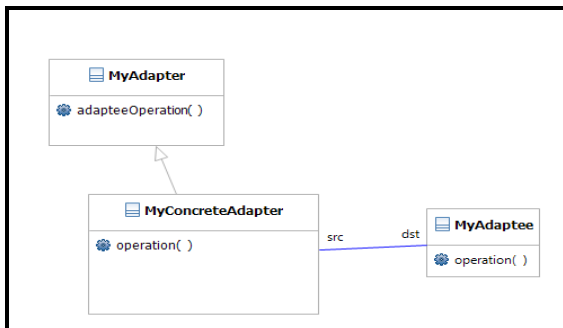 MyAdapter
adapteeOperation( )
MyConcreteAdapter
operation( )
src
dst
MyAdaptee
operation( )